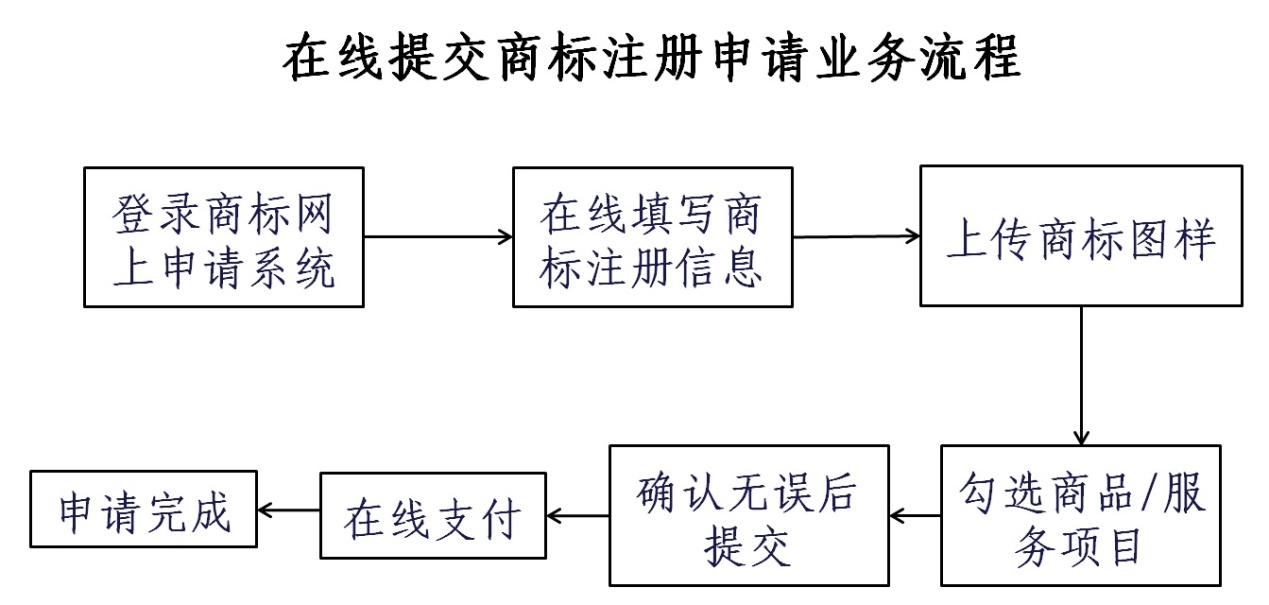 在线提交商标注册申请业务流程
登录商标网
上申请系统
在线填写商
标注册信息
上传商标图样
勾选商品/服
务项目
确认无误后
提交
在线支付
申请完成